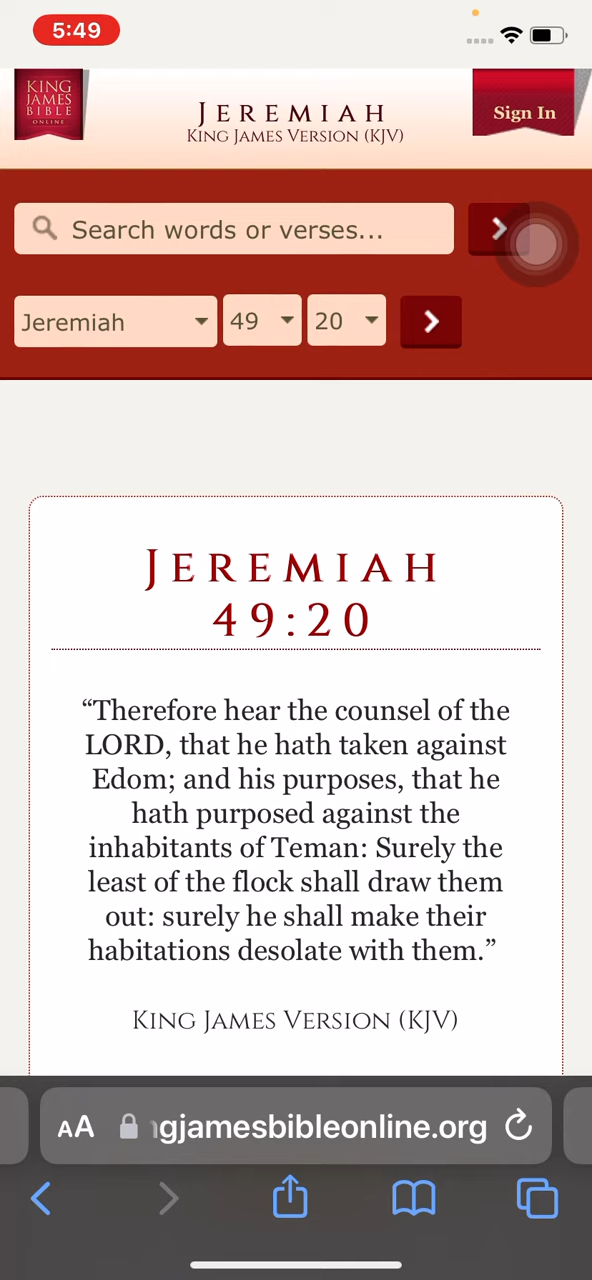 5:49
KING
JAMES
BIBLE
ONLINE
JEREMIAH
KING JAMES VERSION (KJV)
Sign In
Search words or verses...
Jeremiah 49 20
JEREMIAH
49:20
“Therefore hear the counsel of the
LORD, that he hath taken against
Edom; and his purposes, that he
hath purposed against the
inhabitants of Teman: Surely the
least of the flock shall draw them
out: surely he shall make their
habitations desolate with them.”
KING JAMES VERSION (KJV)
AA gjamesbibleonline.org